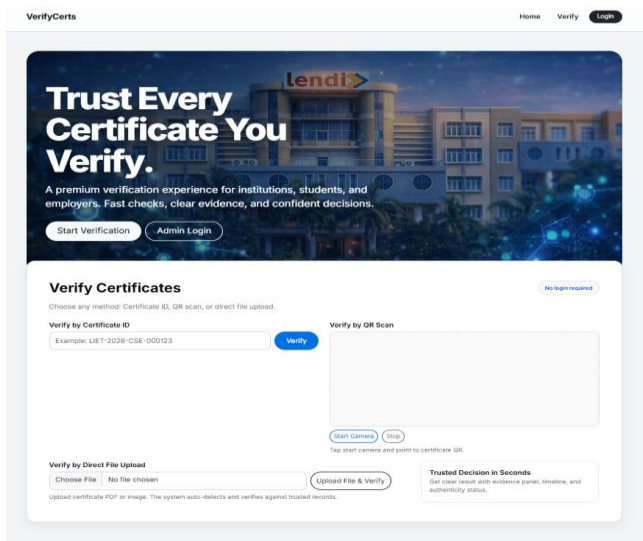 VerifyCerts
Home Verify Login
lendi
Trust Every
Certificate You
Verify.
A premium verification experience for institutions, students, and
employers. Fast checks, clear evidence, and confident decisions.
Start Verification Admin Login
Verify Certificates
No login required
Choose any method: Certificate ID, QR scan, or direct file upload.
Verify by Certificate ID
Example: LIET-2026-CSE-000123
Verify
Verify by QR Scan
Start Camera Stop
Tap start camera and point to certificate QR.
Verify by Direct File Upload
Choose File No file chosen
Upload File & Verify
Upload certificate PDF or image. The system auto-detects and verifies against trusted records.
Trusted Decision in Seconds
Get clear result with evidence panel, timeline, and
authenticity status.